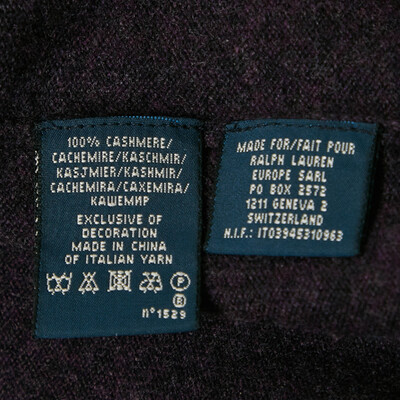 100% CASHMERE/
CACHEMIRE/KASCHMIR/
KASJMIER/KASHMIR/
CACHEMIRA/CAXEMIRA/
КАШЕМИР
EXCLUSIVE OF
DECORATION
MADE IN CHINA
OF ITALIAN YARN
P
n° 1529
MADE FOR/FAIT POUR
RALPH LAUREN
EUROPE SARL
PO BOX 2572
1211 GENEVA 2
SWITZERLAND
N.I.F.: IT03945310963